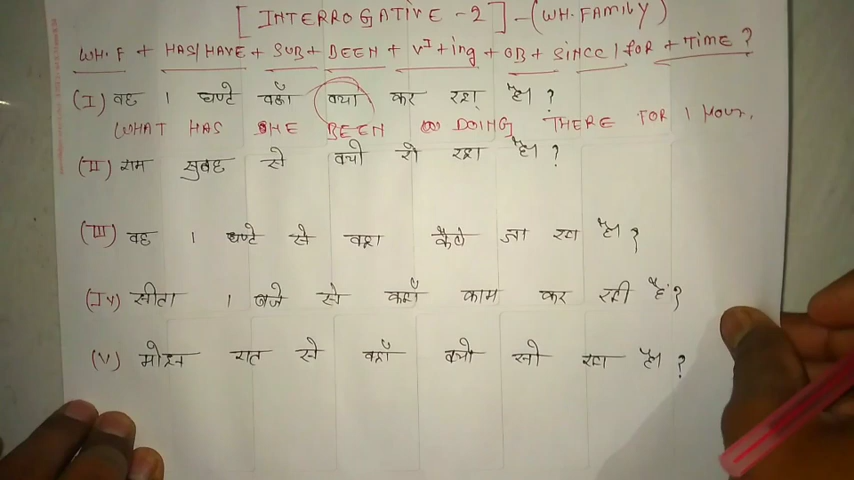 [ INTERROGATIVE - 2 ] - ( WH. FAMILY )
WH. F + HAS/HAVE + SUB + BEEN + V^I + ing + OB + SINCE / for + TIME ?
(I) वह 1 घण्टे वहाँ क्या कर रहा है ?
WHAT HAS SHE BEEN DOING THERE FOR 1 Hour.
(II) राम सुबह से क्यों रो रहा है ?
(III) वह 1 घण्टे से वहा कैसे जा रहा है ?
(IV) सीता 1 बजे से कहाँ काम कर रही है ?
(V) मोहन रात से वहाँ क्यो सो रहा है ?